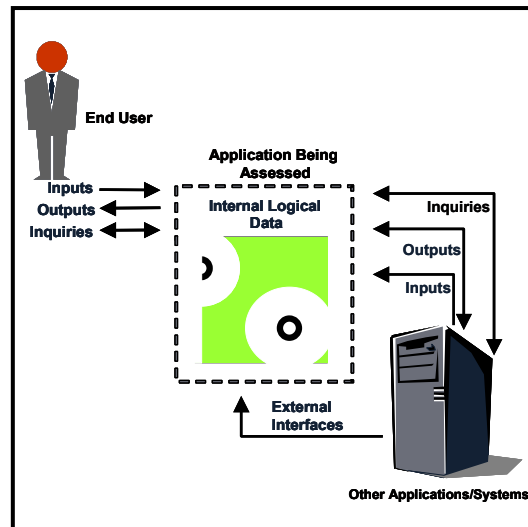 End User
Application Being
Assessed
Inputs
Outputs
Inquiries
Internal Logical
Data
Inquiries
Outputs
Inputs
External
Interfaces
Other Applications/Systems